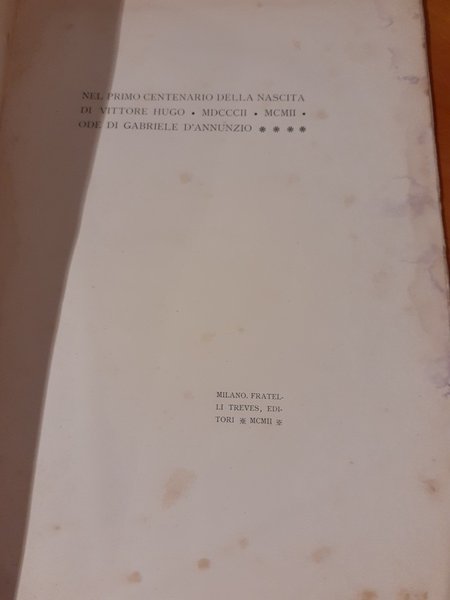 NEL PRIMO CENTENARIO DELLA NASCITA
DI VITTORE HUGO • MDCCCII • MCMII •
ODE DI GABRIELE D'ANNUNZIO ※ ※ ※ ※
MILANO. FRATEL-
LI TREVES, EDI-
TORI ※ MCMII ※